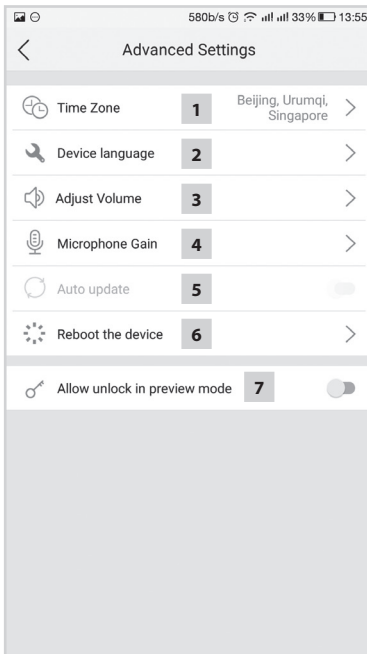 580b/s 33% 13:55
Advanced Settings
Time Zone 1 Beijing, Urumqi,
Singapore
Device language 2
Adjust Volume 3
Microphone Gain 4
Auto update 5
Reboot the device 6
Allow unlock in preview mode 7